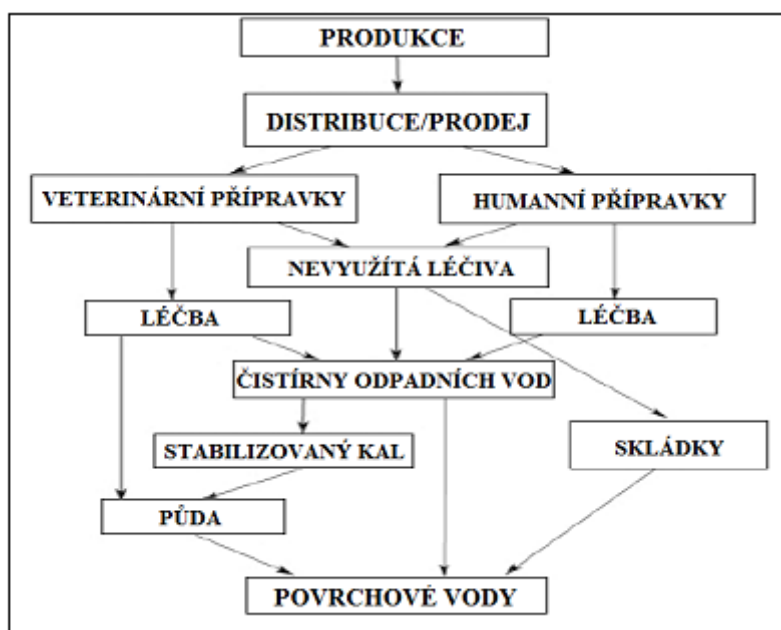 PRODUKCE
DISTRIBUCE/PRODEJ
VETERINÁRNÍ PŘÍPRAVKY
HUMANNÍ PŘÍPRAVKY
NEVYUŽÍTÁ LÉČIVA
LÉČBA
LÉČBA
ČISTÍRNY ODPADNÍCH VOD
STABILIZOVANÝ KAL
SKLÁDKY
PŮDA
POVRCHOVÉ VODY